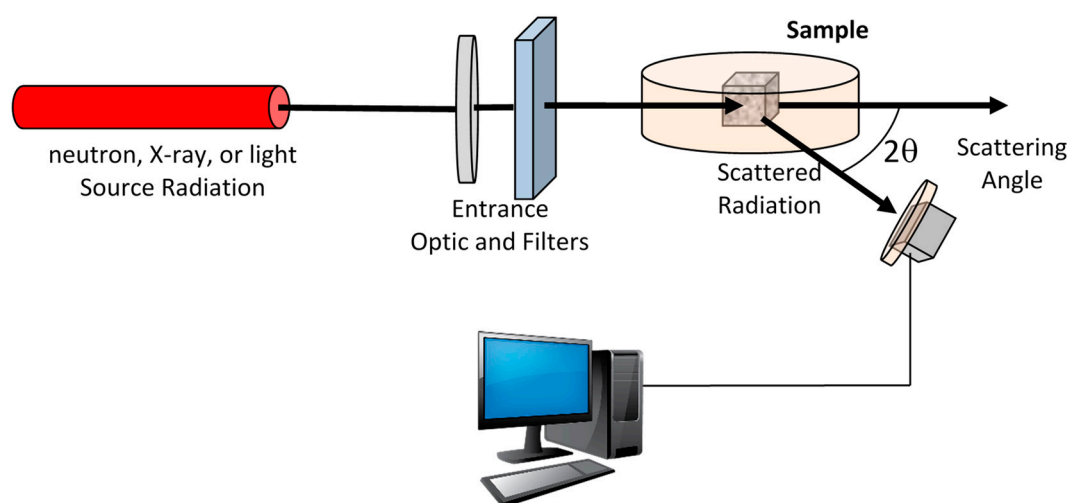 Sample
neutron, X-ray, or light
Source Radiation
Entrance
Optic and Filters
Scattered
Radiation
2θ
Scattering
Angle